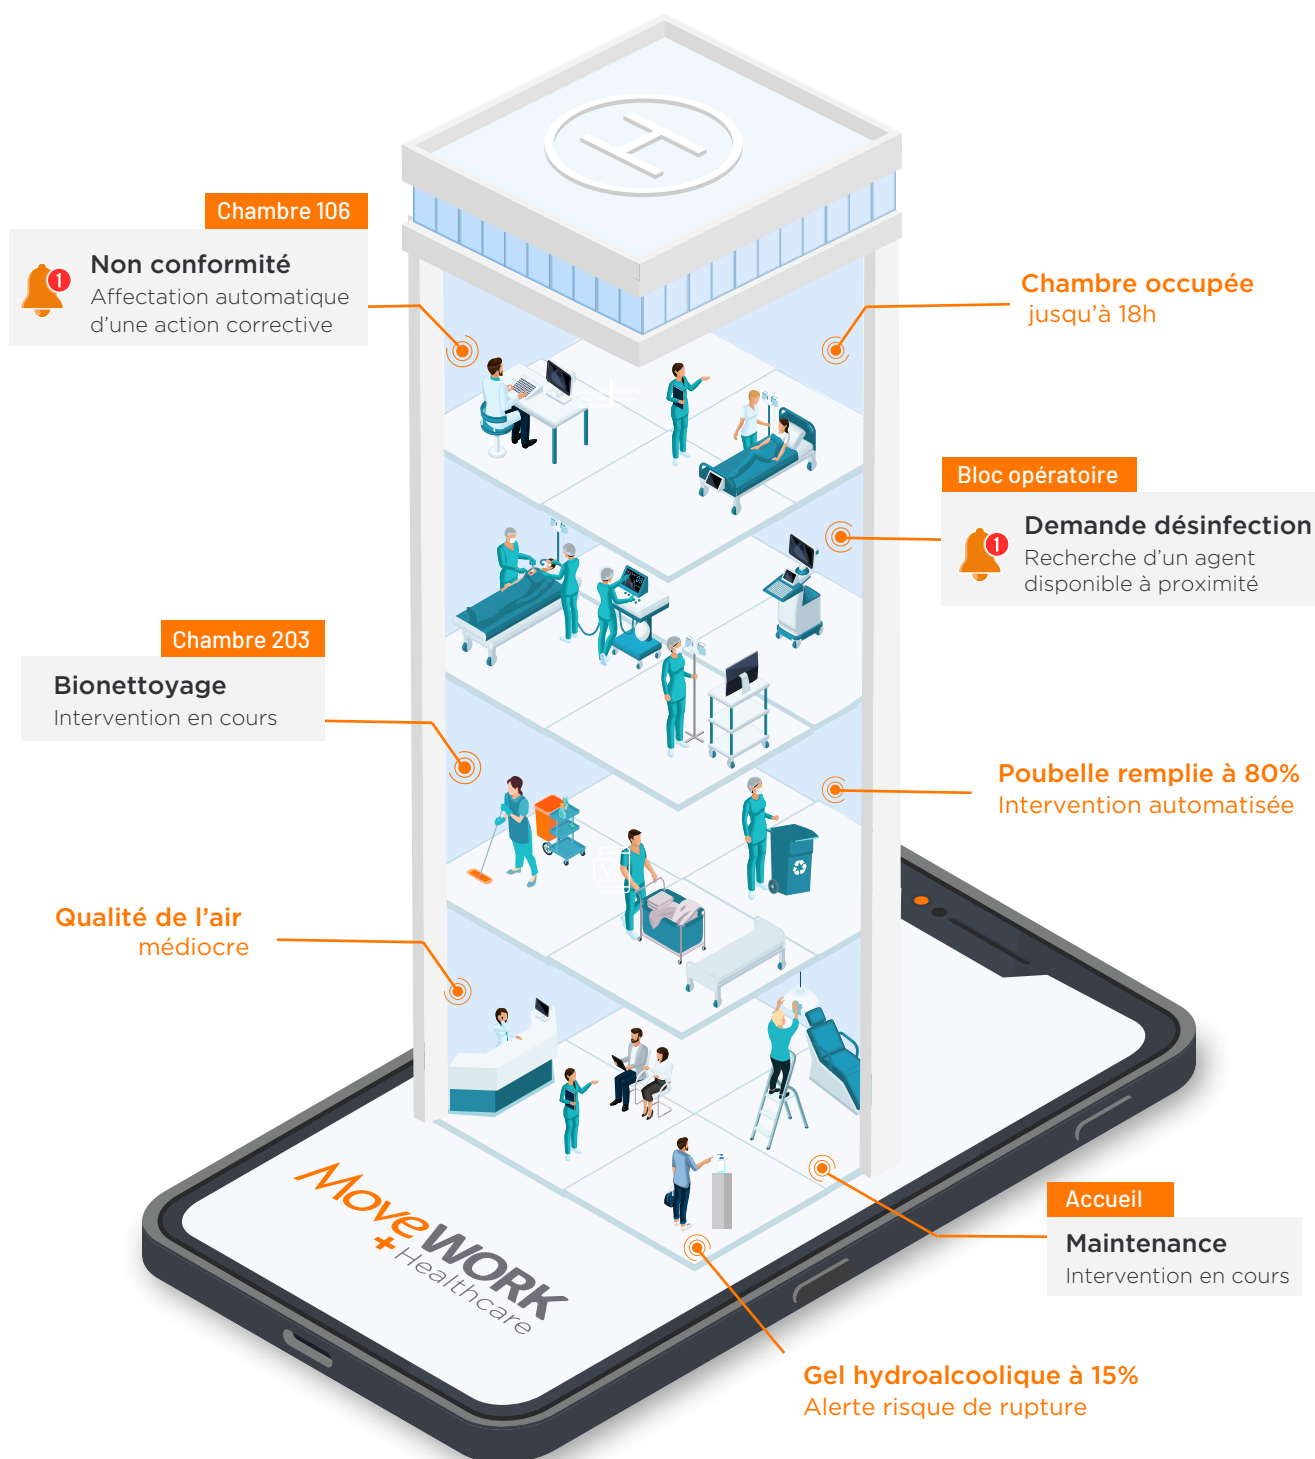 Chambre 106
1
Non conformité
Affectation automatique
d'une action corrective
Chambre occupée
jusqu'à 18h
Bloc opératoire
1
Demande désinfection
Recherche d'un agent
disponible à proximité
Chambre 203
Bionettoyage
Intervention en cours
Poubelle remplie à 80%
Intervention automatisée
Qualité de l'air
médiocre
MoveWORK
+Healthcare
Accueil
Maintenance
Intervention en cours
Gel hydroalcoolique à 15%
Alerte risque de rupture
H